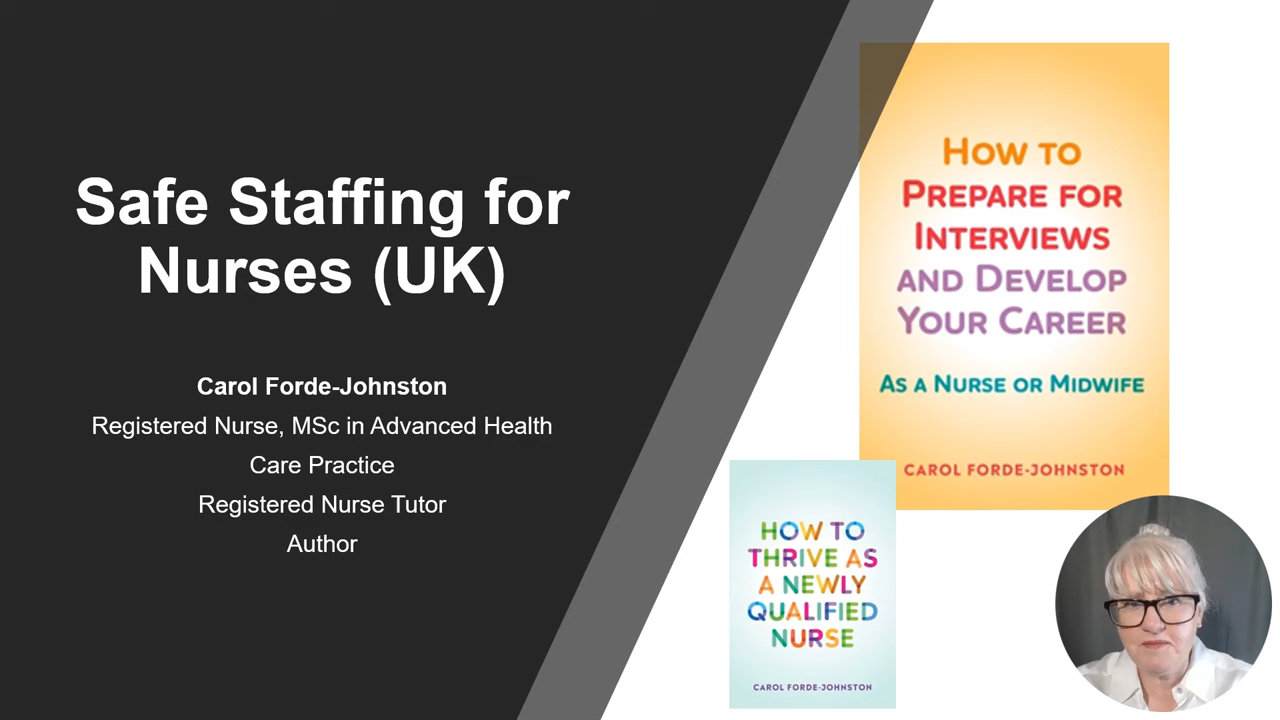 Safe Staffing for
Nurses (UK)
Carol Forde-Johnston
Registered Nurse, MSc in Advanced Health
Care Practice
Registered Nurse Tutor
Author
HOW TO
PREPARE FOR
INTERVIEWS
AND DEVELOP
YOUR CAREER
AS A NURSE OR MIDWIFE
CAROL FORDE-JOHNSTON
HOW TO
THRIVE AS
A NEWLY
QUALIFIED
NURSE
CAROL FORDE-JOHNSTON